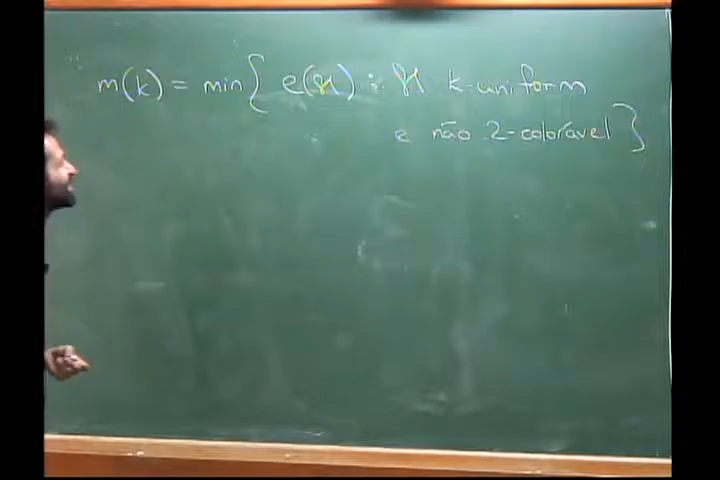 m(k) = min { e(ℋ) : ℋ k-uniform
e não 2-colorável }